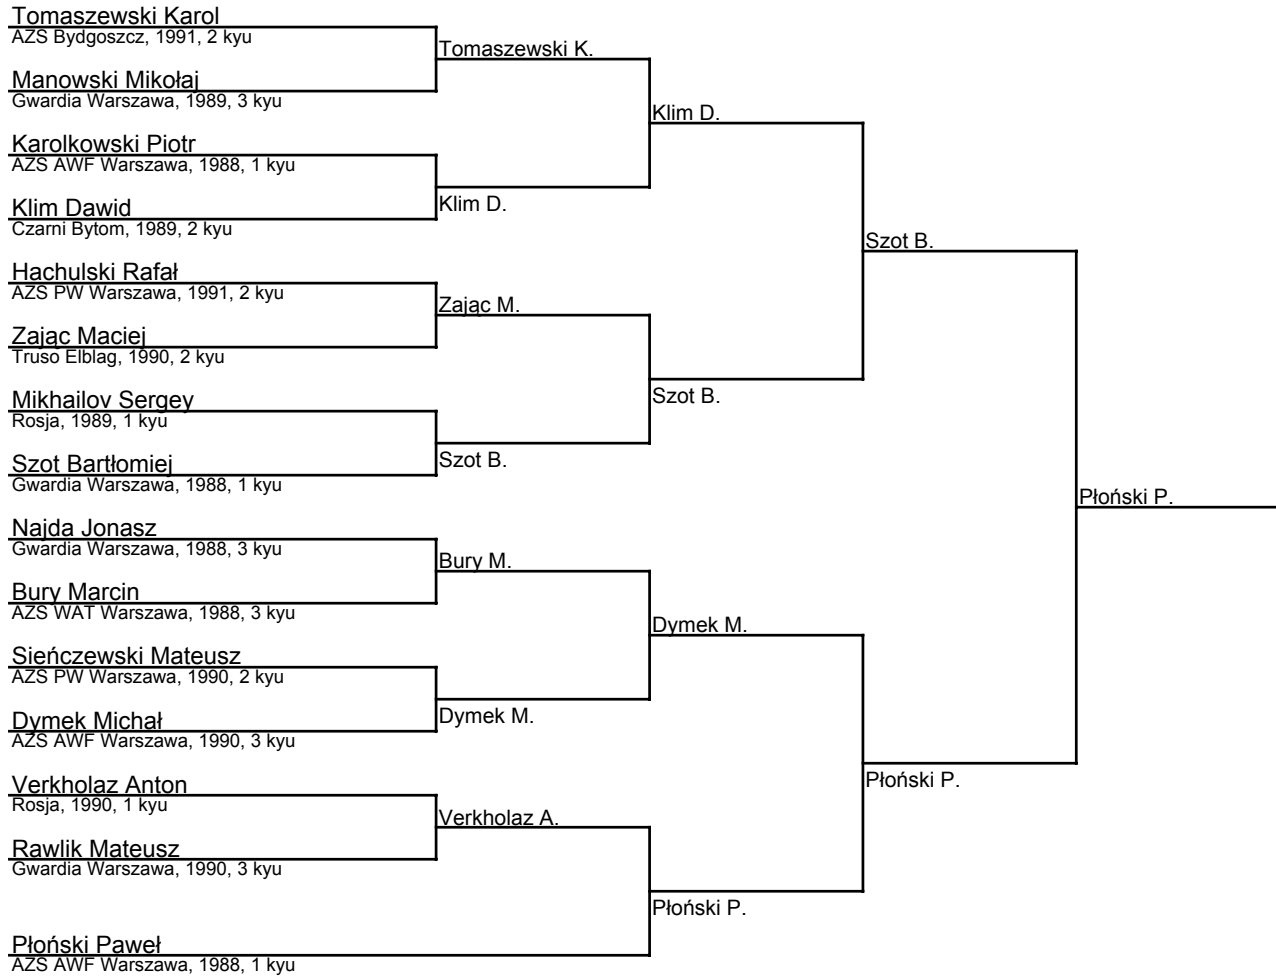 Tomaszewski Karol
AZS Bydgoszcz, 1991, 2 kyu
Tomaszewski K.
Manowski Mikołaj
Gwardia Warszawa, 1989, 3 kyu
Klim D.
Karolkowski Piotr
AZS AWF Warszawa, 1988, 1 kyu
Klim D.
Klim Dawid
Czarni Bytom, 1989, 2 kyu
Szot B.
Hachulski Rafał
AZS PW Warszawa, 1991, 2 kyu
Zając M.
Zając Maciej
Truso Elblag, 1990, 2 kyu
Szot B.
Mikhailov Sergey
Rosja, 1989, 1 kyu
Szot B.
Szot Bartłomiej
Gwardia Warszawa, 1988, 1 kyu
Płoński P.
Najda Jonasz
Gwardia Warszawa, 1988, 3 kyu
Bury M.
Bury Marcin
AZS WAT Warszawa, 1988, 3 kyu
Dymek M.
Sieńczewski Mateusz
AZS PW Warszawa, 1990, 2 kyu
Dymek M.
Dymek Michał
AZS AWF Warszawa, 1990, 3 kyu
Płoński P.
Verkholaz Anton
Rosja, 1990, 1 kyu
Verkholaz A.
Rawlik Mateusz
Gwardia Warszawa, 1990, 3 kyu
Płoński P.
Płoński Paweł
AZS AWF Warszawa, 1988, 1 kyu